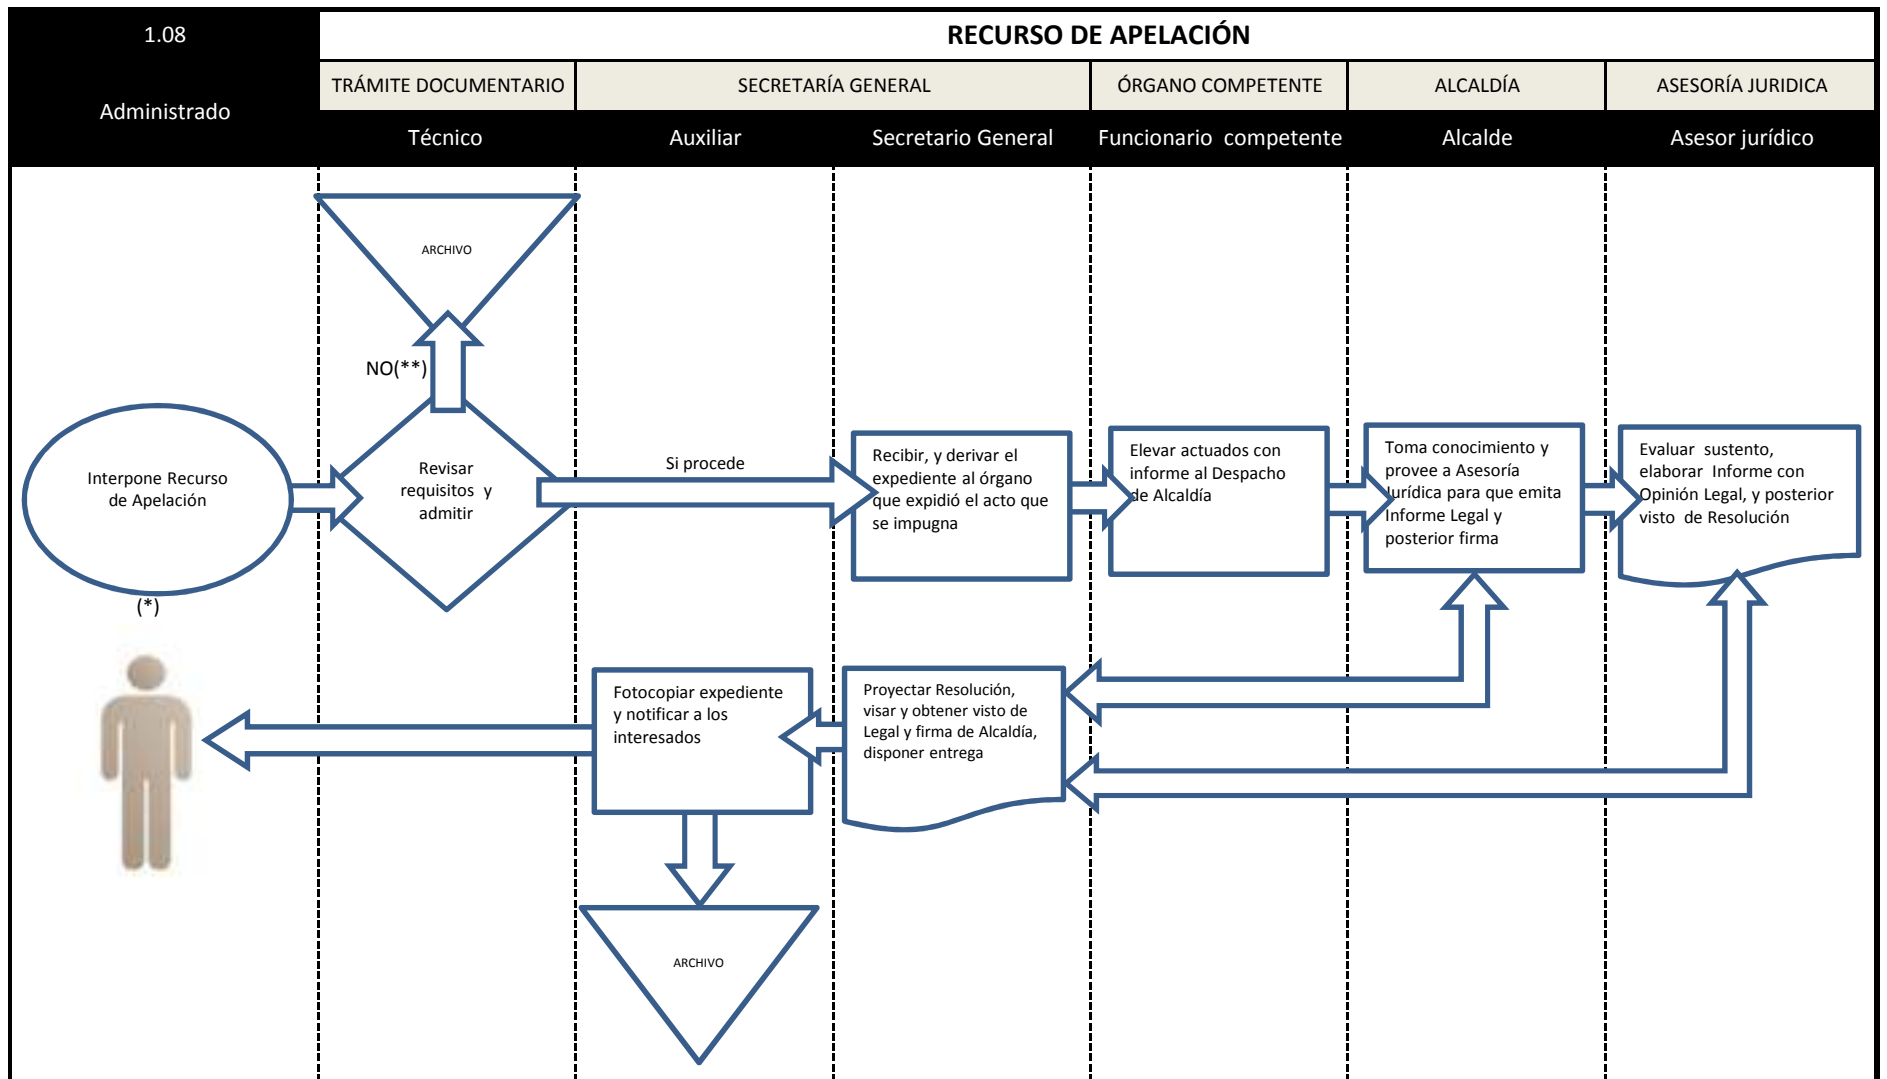 1.08
RECURSO DE APELACIÓN
Administrado
TRÁMITE DOCUMENTARIO
SECRETARÍA GENERAL
ÓRGANO COMPETENTE
ALCALDÍA
ASESORÍA JURIDICA
Técnico
Auxiliar
Secretario General
Funcionario competente
Alcalde
Asesor jurídico
ARCHIVO
NO(**)
Interpone Recurso
de Apelación
(*)
Revisar
requisitos y
admitir
Si procede
Recibir, y derivar el
expediente al órgano
que expidió el acto que
se impugna
Elevar actuados con
informe al Despacho
de Alcaldía
Toma conocimiento y
provee a Asesoría
Jurídica para que emita
Informe Legal y
posterior firma
Evaluar sustento,
elaborar Informe con
Opinión Legal, y posterior
visto de Resolución
Fotocopiar expediente
y notificar a los
interesados
Proyectar Resolución,
visar y obtener visto de
Legal y firma de Alcaldía,
disponer entrega
ARCHIVO